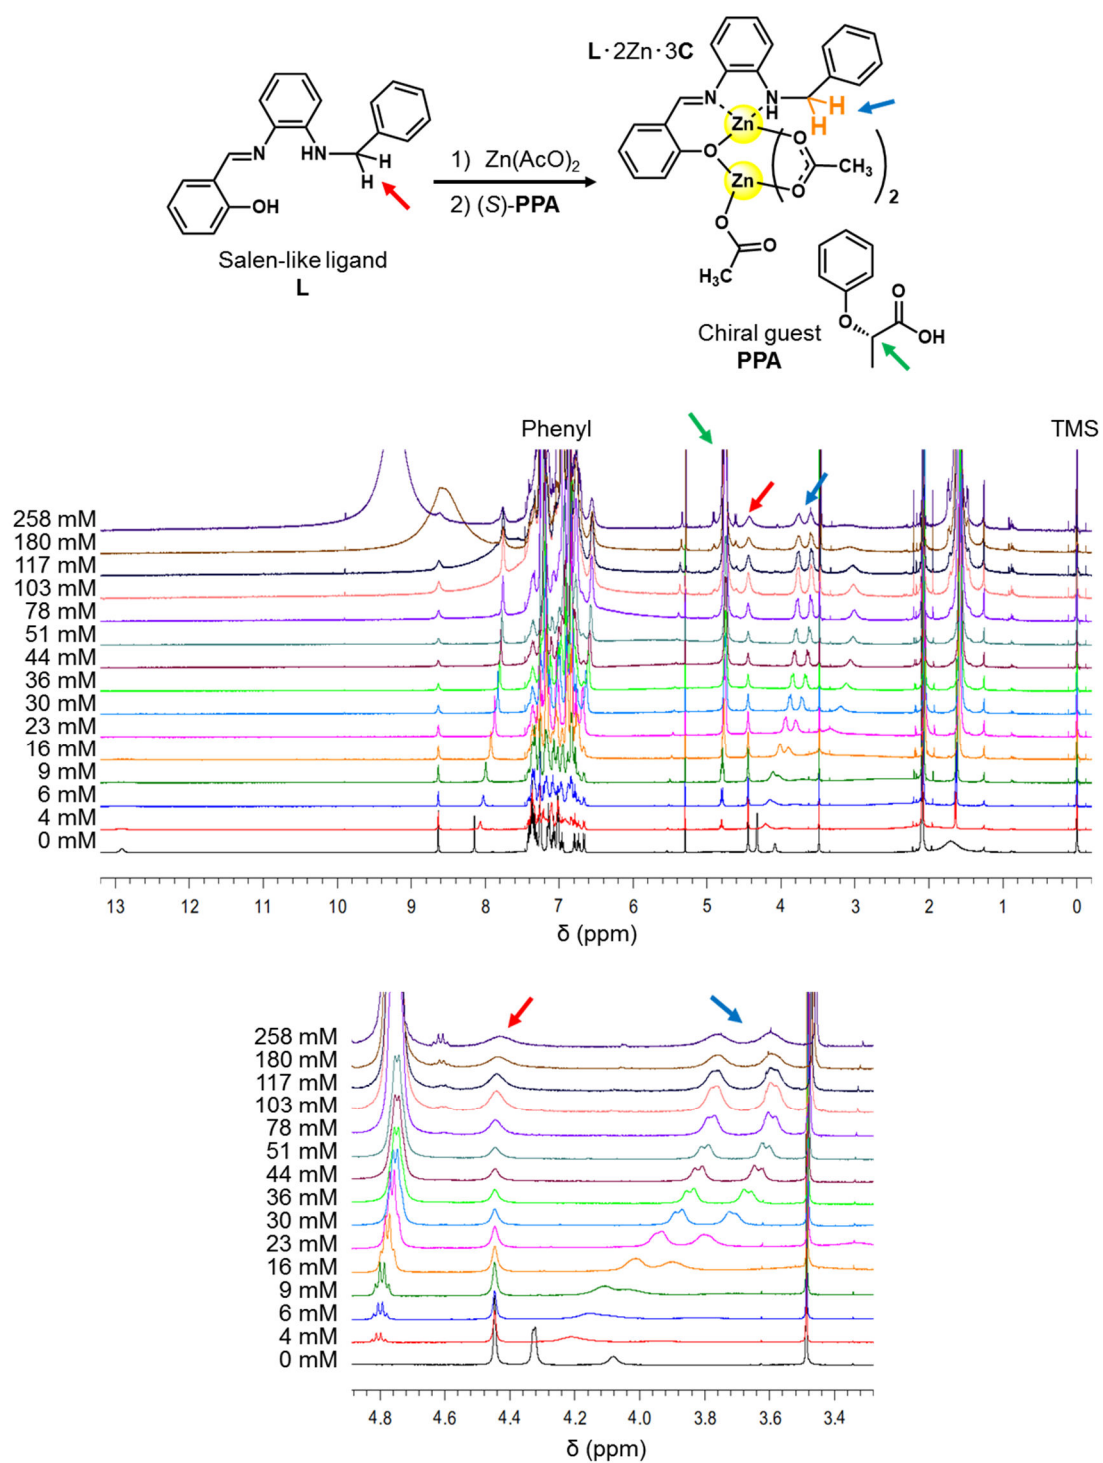 L·2Zn·3C
N
N
H
H
H
Zn
O
Zn
O
O
CH₃
2
O
O
H₃C
N
HN
H
H
OH
1) Zn(AcO)₂
2) (S)-PPA
Salen-like ligand
L
O
O
OH
Chiral guest
PPA
Phenyl
TMS
258 mM
180 mM
117 mM
103 mM
78 mM
51 mM
44 mM
36 mM
30 mM
23 mM
16 mM
9 mM
6 mM
4 mM
0 mM
13 12 11 10 9 8 7 6 5 4 3 2 1 0
δ (ppm)
258 mM
180 mM
117 mM
103 mM
78 mM
51 mM
44 mM
36 mM
30 mM
23 mM
16 mM
9 mM
6 mM
4 mM
0 mM
4.8 4.6 4.4 4.2 4.0 3.8 3.6 3.4
δ (ppm)